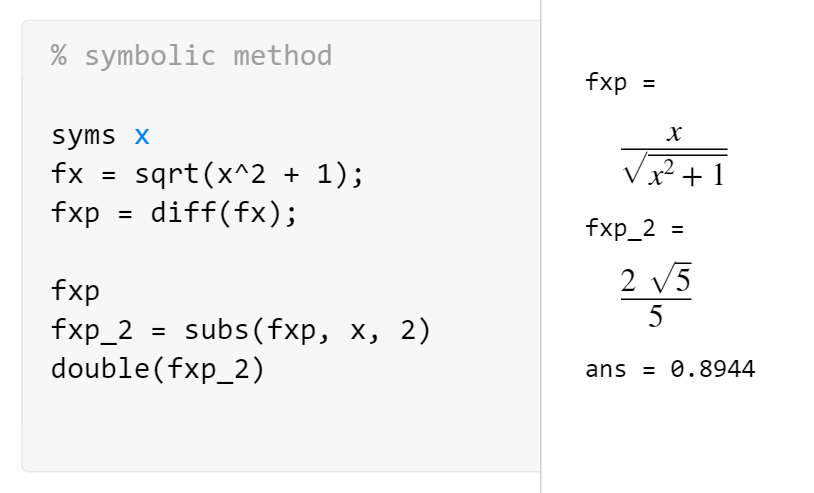 % symbolic method
syms x
fx = sqrt(x^2 + 1);
fxp = diff(fx);
fxp
fxp_2 = subs(fxp, x, 2)
double(fxp_2)
fxp =
x
√x² + 1
fxp_2 =
2 √5
5
ans = 0.8944